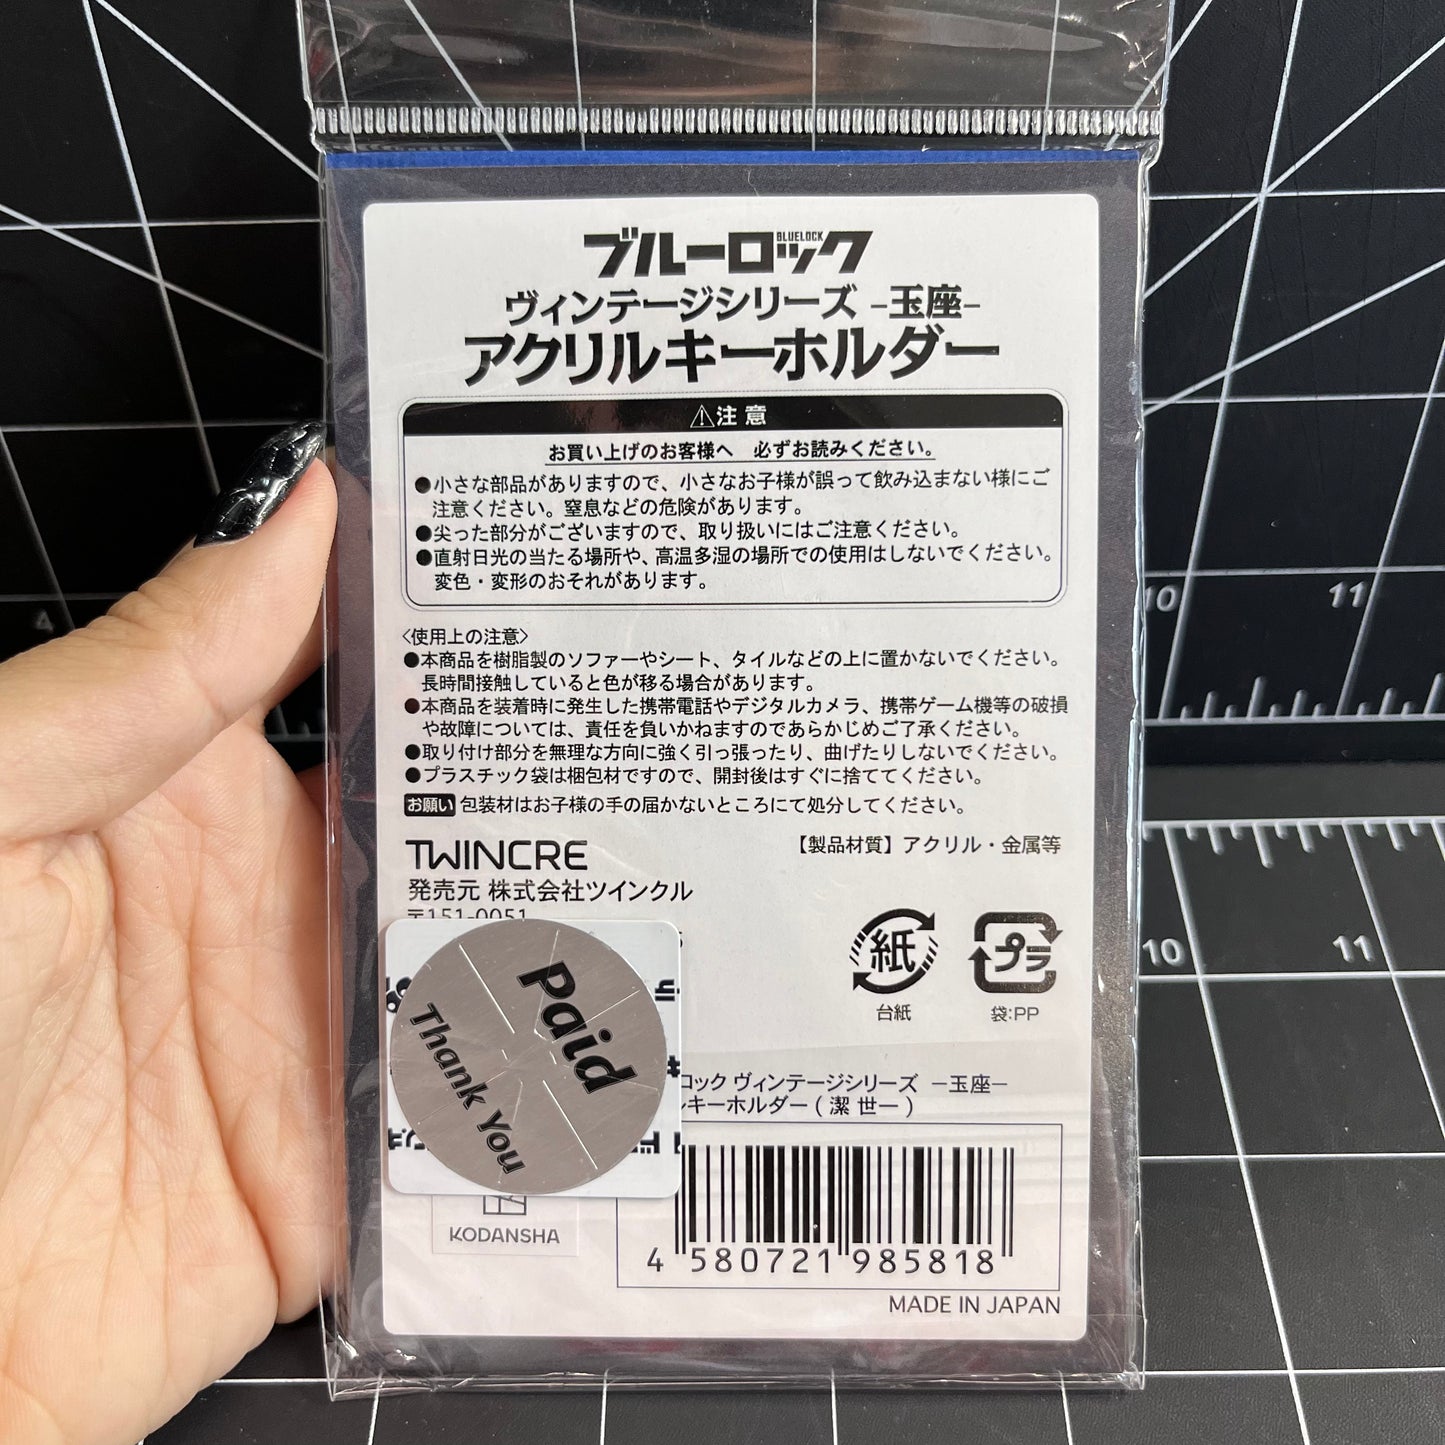 ブルーロック
BLUELOCK
ヴィンテージシリーズ –玉座–
アクリルキーホルダー
⚠注意
お買い上げのお客様へ 必ずお読みください。
●小さな部品がありますので、小さなお子様が誤って飲み込まない様にご
注意ください。窒息などの危険があります。
●尖った部分がございますので、取り扱いにはご注意ください。
●直射日光の当たる場所や、高温多湿の場所での使用はしないでください。
変色・変形のおそれがあります。
<使用上の注意>
●本商品を樹脂製のソファーやシート、タイルなどの上に置かないでください。
長時間接触していると色が移る場合があります。
●本商品を装着時に発生した携帯電話やデジタルカメラ、携帯ゲーム機等の破損
や故障については、責任を負いかねますのであらかじめご了承ください。
●取り付け部分を無理な方向に強く引っ張ったり、曲げたりしないでください。
●プラスチック袋は梱包材ですので、開封後はすぐに捨ててください。
お願い 包装材はお子様の手の届かないところにて処分してください。
TWINCRE
【製品材質】アクリル・金属等
発売元 株式会社ツインクル
〒151-0051
紙
プラ
台紙
袋:PP
Paid
Thank You
ロック ヴィンテージシリーズ –玉座–
キーホルダー ( 潔 世一 )
KODANSHA
4 580721 985818
MADE IN JAPAN
4
10
11
10
11